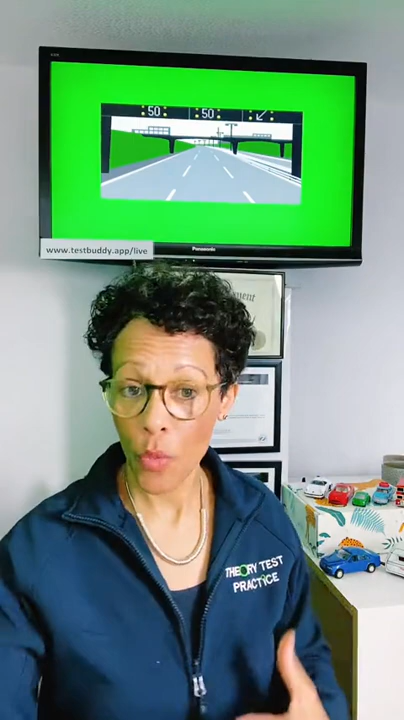 50 50
www.testbuddy.app/live
Panasonic
THEORY TEST
PRACTICE